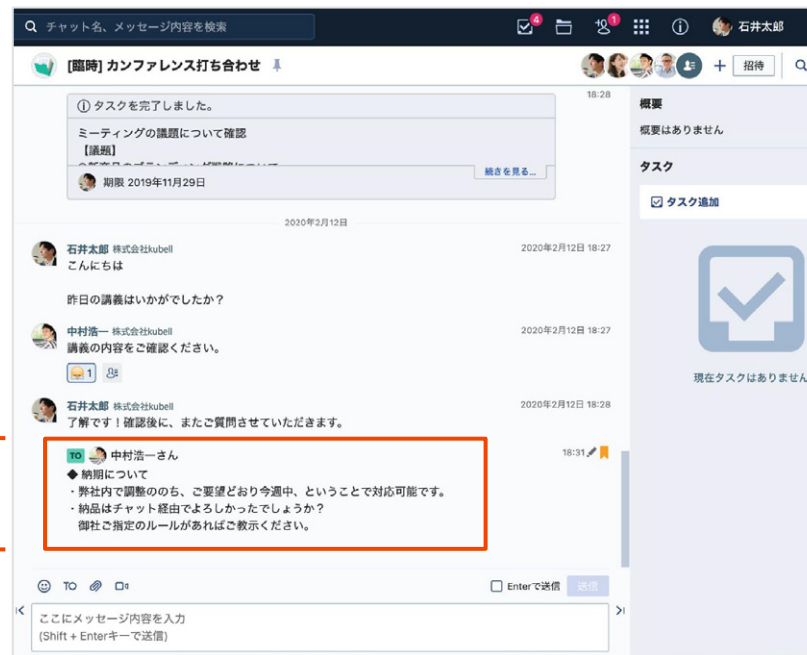 チャット名、メッセージ内容を検索
4
1
石井太郎
[臨時] カンファレンス打ち合わせ
招待
タスクを完了しました。
18:28
ミーティングの議題について確認
【議題】
続きを見る...
期限 2019年11月29日
2020年2月12日
石井太郎 株式会社kubell
2020年2月12日 18:27
こんにちは
昨日の講義はいかがでしたか？
中村浩一 株式会社kubell
2020年2月12日 18:27
講義の内容をご確認ください。
1
石井太郎 株式会社kubell
2020年2月12日 18:28
了解です！確認後に、またご質問させていただきます。
TO 中村浩一さん
18:31
◆ 納期について
・弊社内で調整ののち、ご要望どおり今週中、ということで対応可能です。
・納品はチャット経由でよろしかったでしょうか？
御社ご指定のルールがあればご教示ください。
TO
Enterで送信
送信
ここにメッセージ内容を入力
(Shift + Enterキーで送信)
概要
概要はありません
タスク
タスク追加
現在タスクはありません